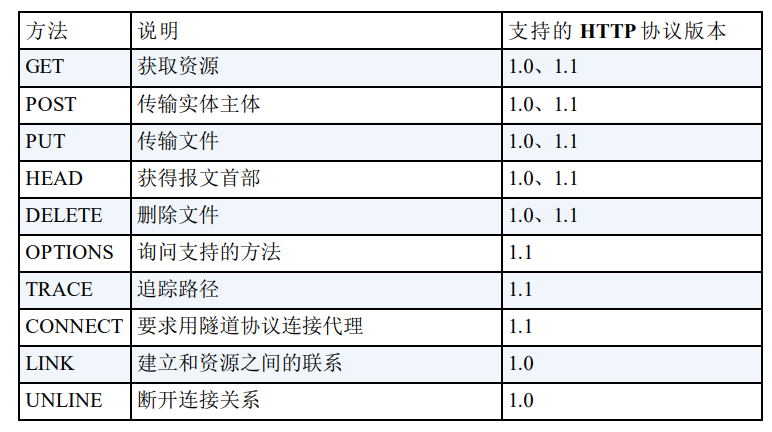 方法 说明 支持的 HTTP 协议版本
GET 获取资源 1.0、1.1
POST 传输实体主体 1.0、1.1
PUT 传输文件 1.0、1.1
HEAD 获得报文首部 1.0、1.1
DELETE 删除文件 1.0、1.1
OPTIONS 询问支持的方法 1.1
TRACE 追踪路径 1.1
CONNECT 要求用隧道协议连接代理 1.1
LINK 建立和资源之间的联系 1.0
UNLINE 断开连接关系 1.0